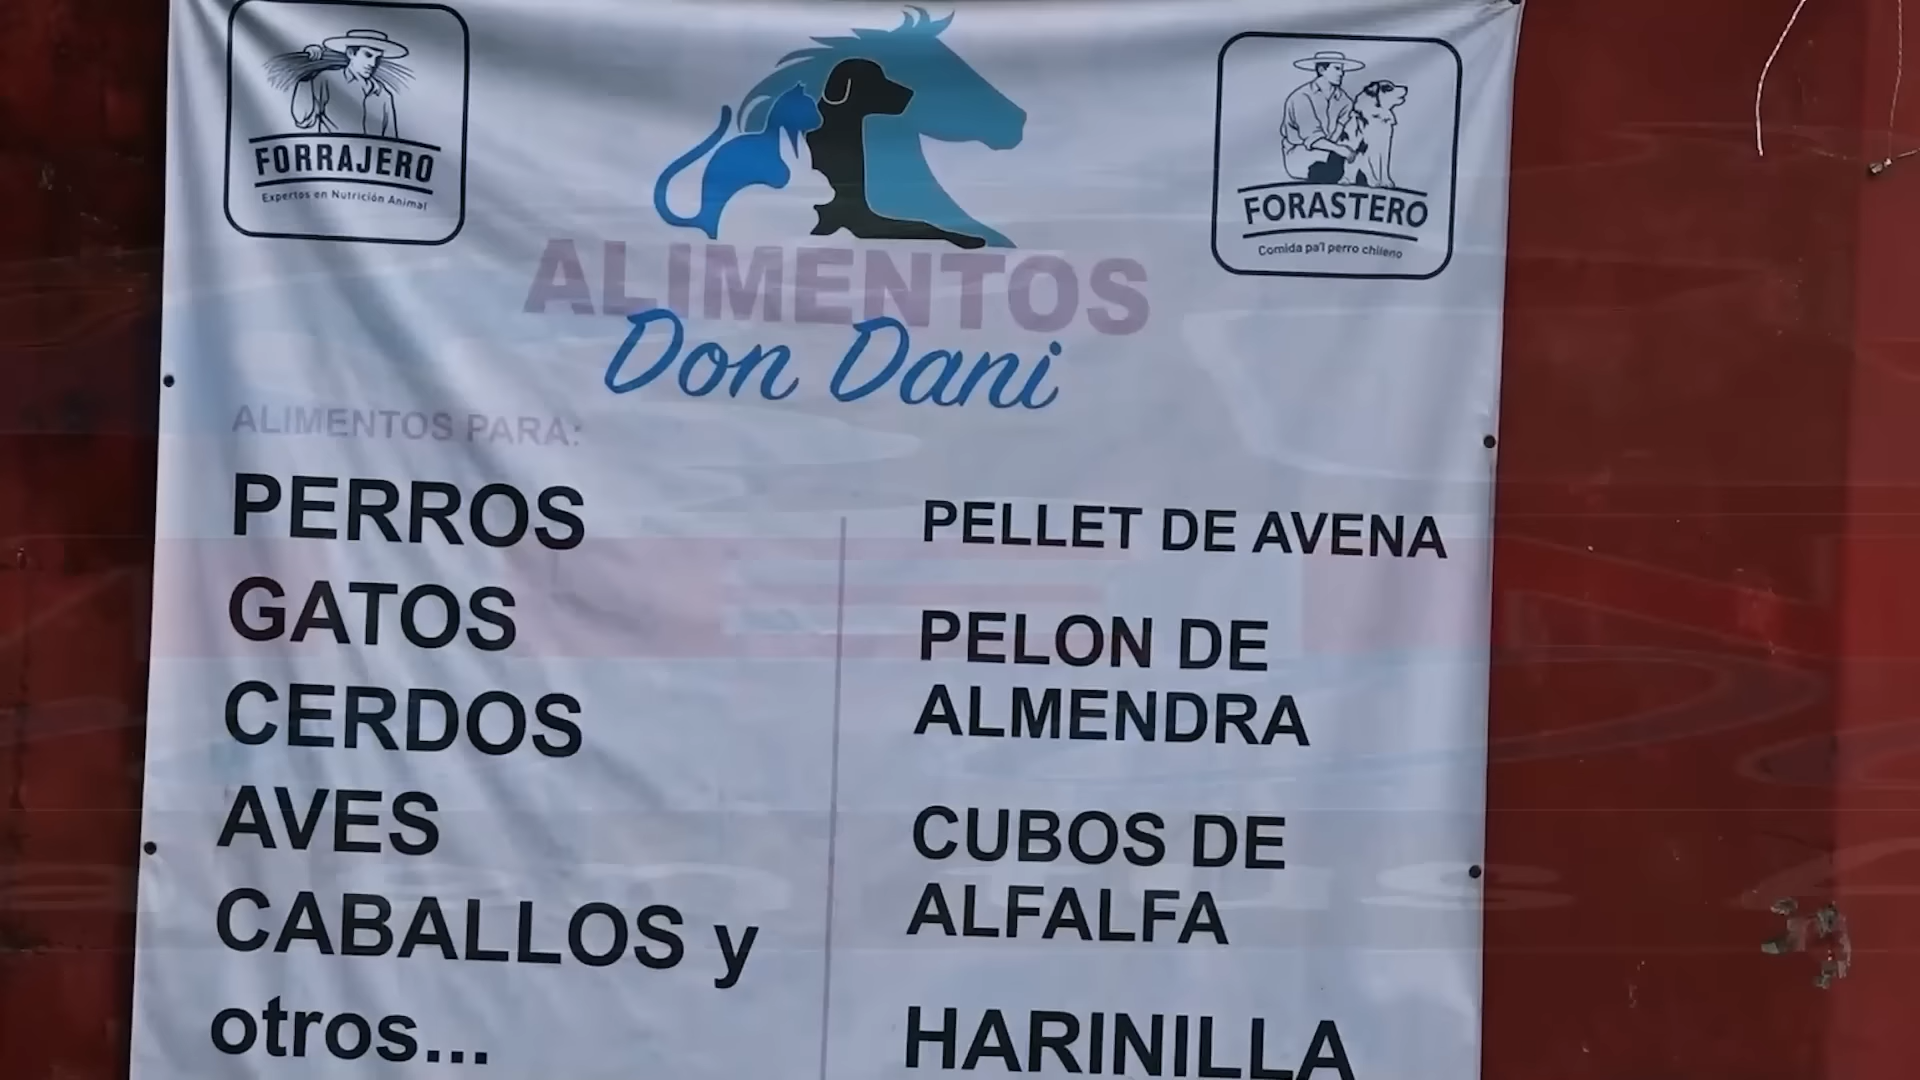 FORRAJERO
Expertos en Nutrición Animal
FORASTERO
Comida pa'l perro chileno
ALIMENTOS
Don Dani
ALIMENTOS PARA:
PERROS
GATOS
CERDOS
AVES
CABALLOS y
otros...
PELLET DE AVENA
PELON DE
ALMENDRA
CUBOS DE
ALFALFA
HARINILLA